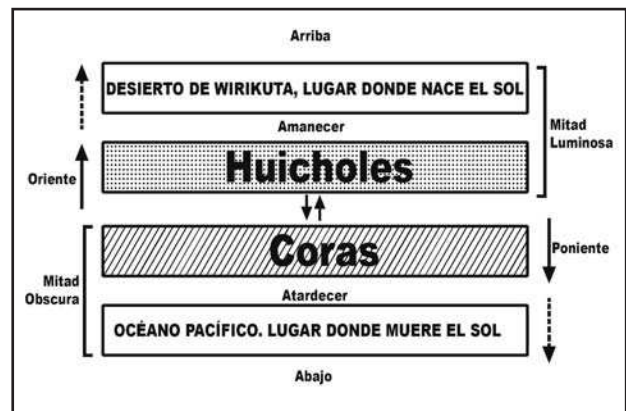 Arriba
DESIERTO DE WIRIKUTA, LUGAR DONDE NACE EL SOL
Amanecer
Mitad
Luminosa
Huicholes
Oriente
Coras
Poniente
Mitad
Obscura
Atardecer
OCÉANO PACÍFICO. LUGAR DONDE MUERE EL SOL
Abajo